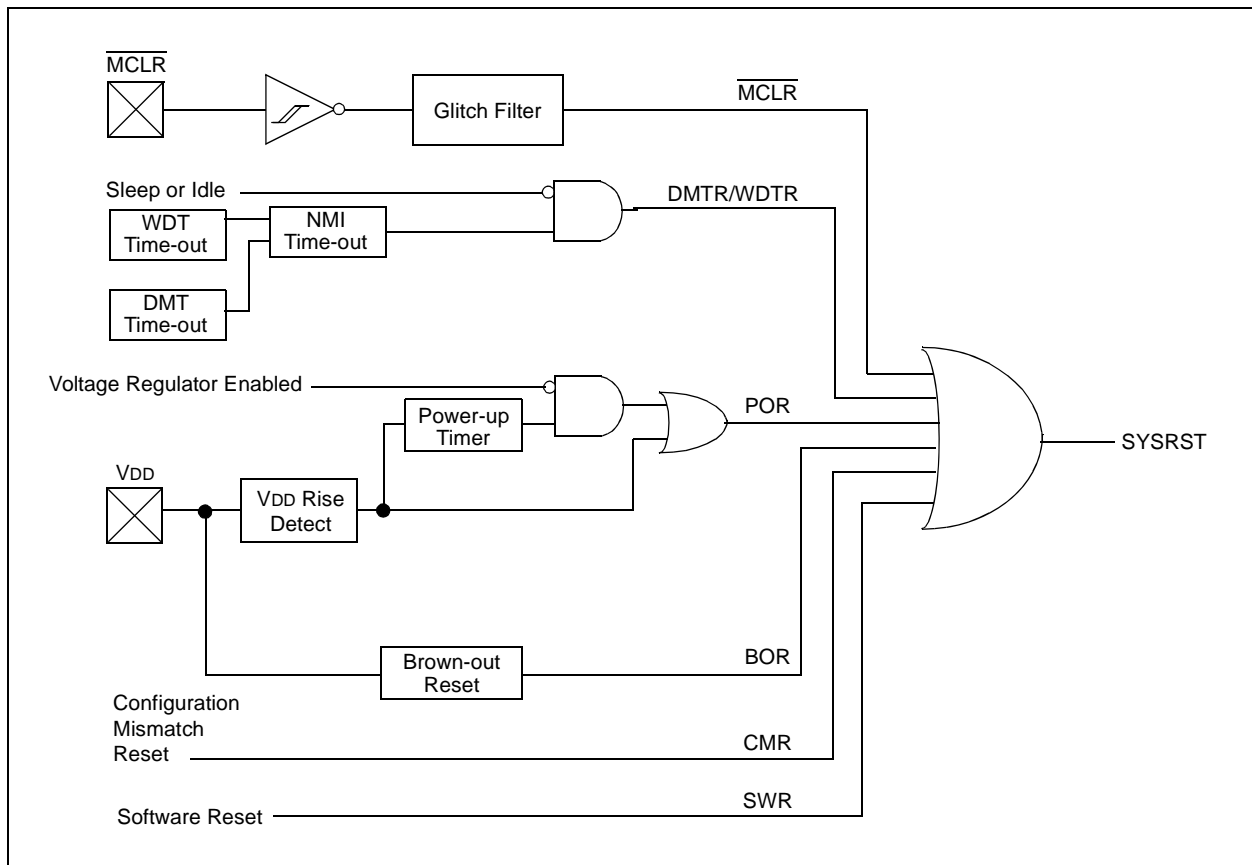 MCLR
Glitch Filter
MCLR
Sleep or Idle
WDT
Time-out
NMI
Time-out
DMTR/WDTR
DMT
Time-out
Voltage Regulator Enabled
Power-up
Timer
POR
SYSRST
VDD
VDD Rise
Detect
Brown-out
Reset
BOR
Configuration
Mismatch
Reset
CMR
Software Reset
SWR